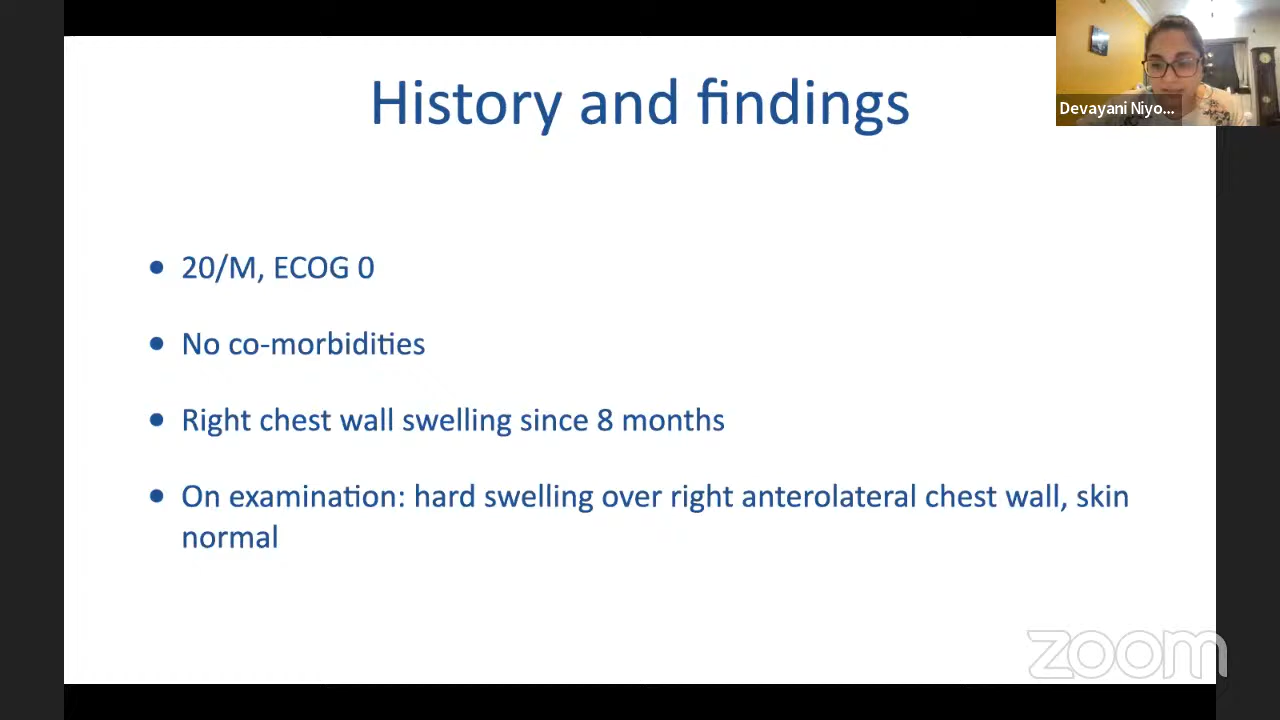 History and findings
Devayani Niyo...
• 20/M, ECOG 0
• No co-morbidities
• Right chest wall swelling since 8 months
• On examination: hard swelling over right anterolateral chest wall, skin
normal
zoom